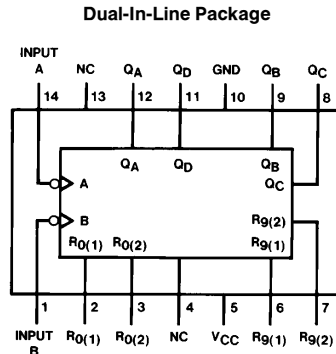 Dual-In-Line Package
INPUT
A NC QA QD GND QB QC
14 13 12 11 10 9 8
QA QD QB
A QC
B R9(2)
R0(1) R0(2) R9(1)
1 2 3 4 5 6 7
INPUT R0(1) R0(2) NC VCC R9(1) R9(2)
B